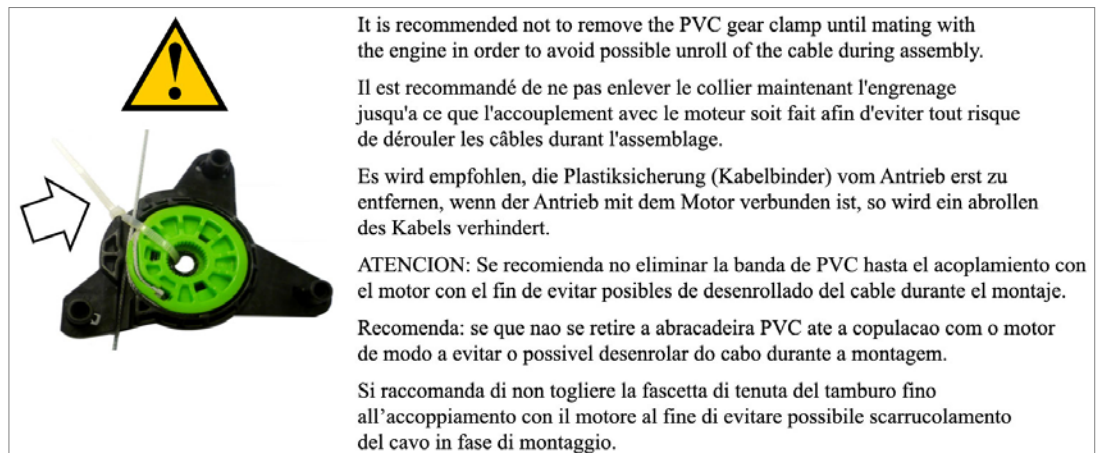 It is recommended not to remove the PVC gear clamp until mating with
the engine in order to avoid possible unroll of the cable during assembly.
Il est recommandé de ne pas enlever le collier maintenant l'engrenage
jusqu'a ce que l'accouplement avec le moteur soit fait afin d'eviter tout risque
de dérouler les câbles durant l'assemblage.
Es wird empfohlen, die Plastiksicherung (Kabelbinder) vom Antrieb erst zu
entfernen, wenn der Antrieb mit dem Motor verbunden ist, so wird ein abrollen
des Kabels verhindert.
ATENCION: Se recomienda no eliminar la banda de PVC hasta el acoplamiento con
el motor con el fin de evitar posibles de desenrollado del cable durante el montaje.
Recomenda: se que nao se retire a abracadeira PVC ate a copulacao com o motor
de modo a evitar o possivel desenrolar do cabo durante a montagem.
Si raccomanda di non togliere la fascetta di tenuta del tamburo fino
all’accoppiamento con il motore al fine di evitare possibile scarrucolamento
del cavo in fase di montaggio.